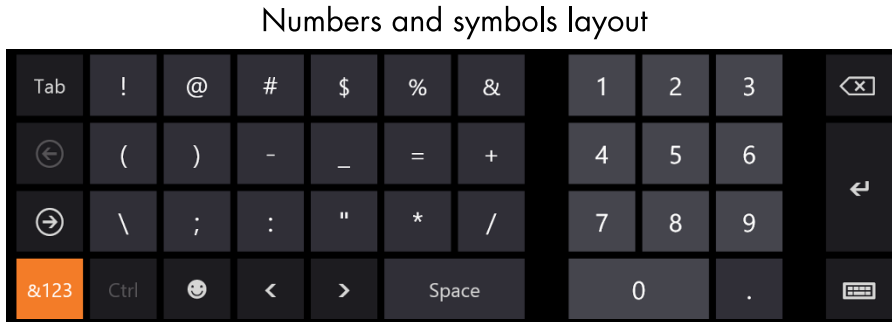 Numbers and symbols layout
Tab ! @ # $ % & 1 2 3
( ) - _ = + 4 5 6
\ ; : " * / 7 8 9
&123 Ctrl < > Space 0 .